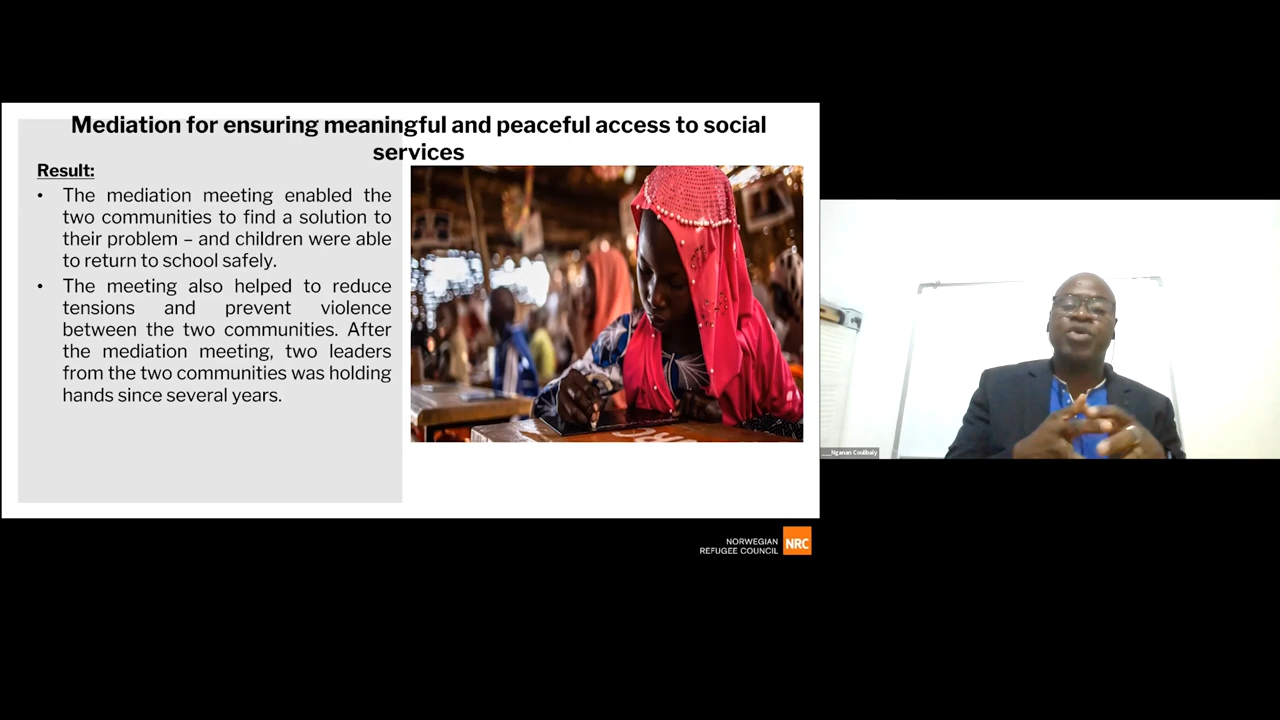 Mediation for ensuring meaningful and peaceful access to social
services
Result:
• The mediation meeting enabled the
two communities to find a solution to
their problem – and children were able
to return to school safely.
• The meeting also helped to reduce
tensions and prevent violence
between the two communities. After
the mediation meeting, two leaders
from the two communities was holding
hands since several years.
NRC
___Nganan Coulibaly
NORWEGIAN
REFUGEE COUNCIL
NRC